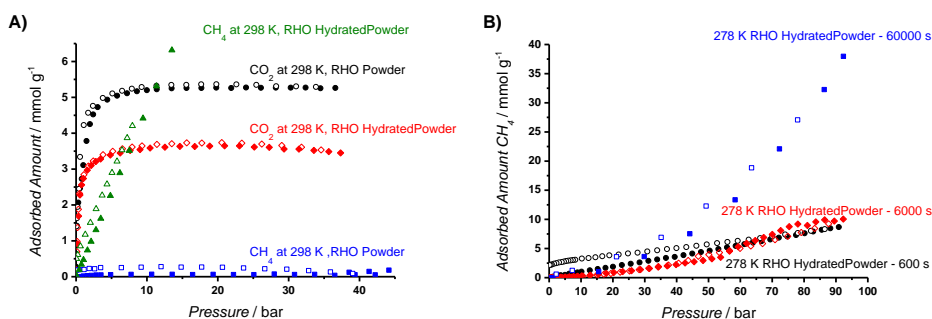 A)
CH4 at 298 K, RHO HydratedPowder
CO2 at 298 K, RHO Powder
CO2 at 298 K, RHO HydratedPowder
CH4 at 298 K ,RHO Powder
Adsorbed Amount / mmol g-1
6
5
4
3
2
1
0
0 10 20 30 40
Pressure / bar
B)
278 K RHO HydratedPowder - 60000 s
278 K RHO HydratedPowder - 6000 s
278 K RHO HydratedPowder - 600 s
Adsorbed Amount CH4 / mmol g-1
40
35
30
25
20
15
10
5
0
0 10 20 30 40 50 60 70 80 90 100
Pressure / bar